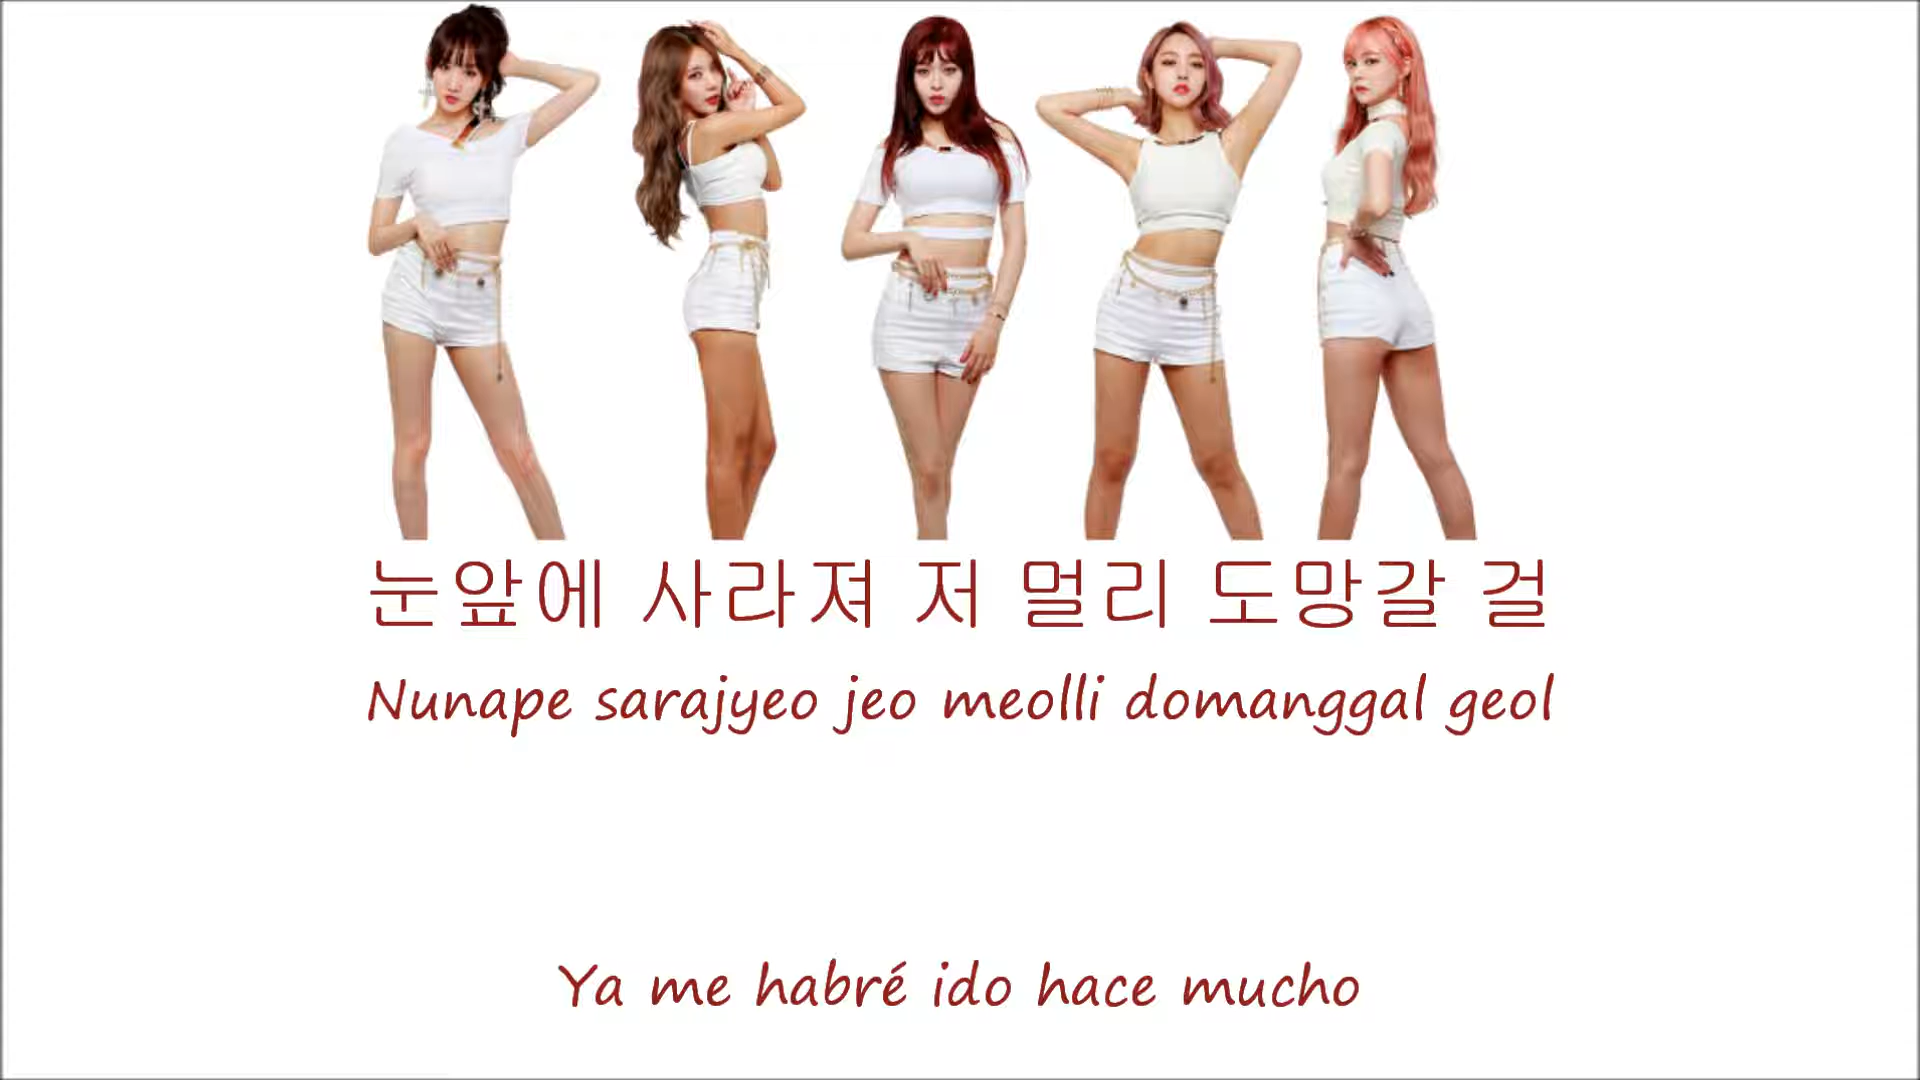 눈앞에 사라져 저 멀리 도망갈 걸
Nunape sarajyeo jeo meolli domanggal geol
Ya me habré ido hace mucho